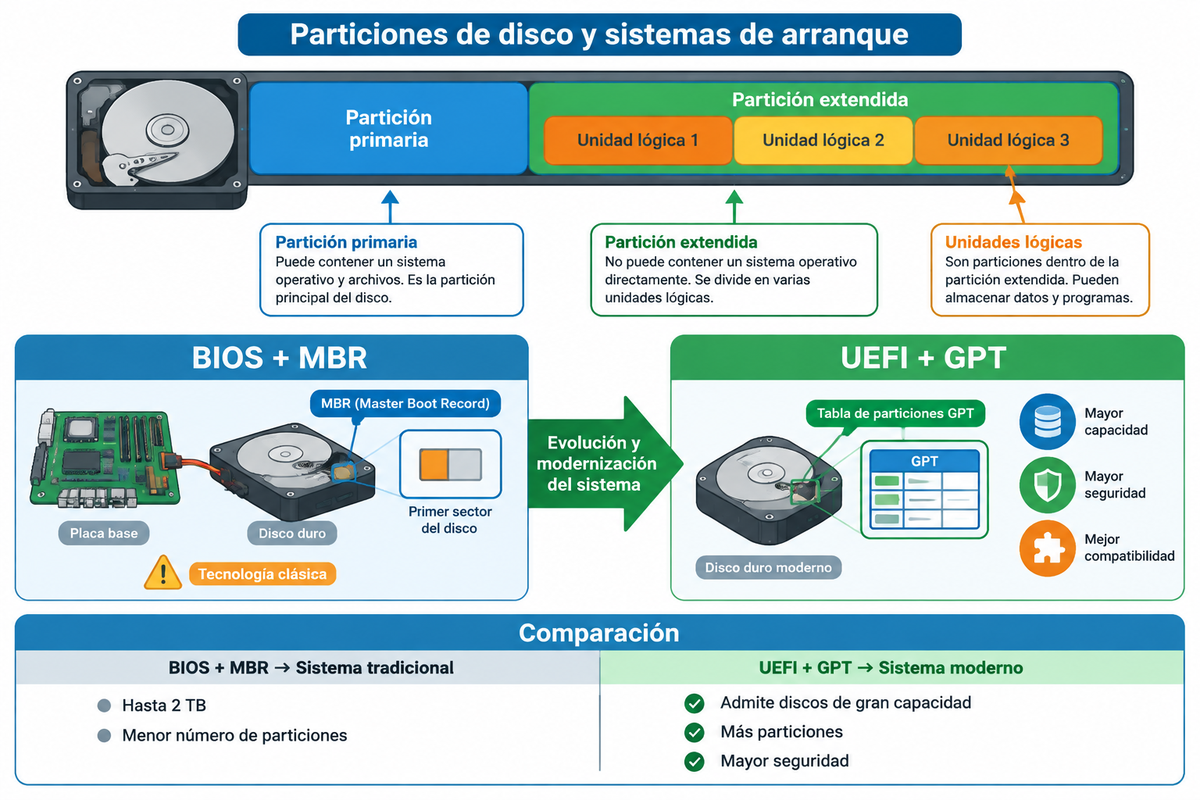 Particiones de disco y sistemas de arranque
Partición
primaria
Partición extendida
Unidad lógica 1
Unidad lógica 2
Unidad lógica 3
Partición primaria
Puede contener un sistema
operativo y archivos. Es la partición
principal del disco.
Partición extendida
No puede contener un sistema operativo
directamente. Se divide en varias
unidades lógicas.
Unidades lógicas
Son particiones dentro de la
partición extendida. Pueden
almacenar datos y programas.
BIOS + MBR
MBR (Master Boot Record)
Placa base
Disco duro
Primer sector
del disco
Tecnología clásica
Evolución y
modernización
del sistema
UEFI + GPT
Tabla de particiones GPT
GPT
Disco duro moderno
Mayor
capacidad
Mayor
seguridad
Mejor
compatibilidad
Comparación
BIOS + MBR → Sistema tradicional
Hasta 2 TB
Menor número de particiones
UEFI + GPT → Sistema moderno
Admite discos de gran capacidad
Más particiones
Mayor seguridad